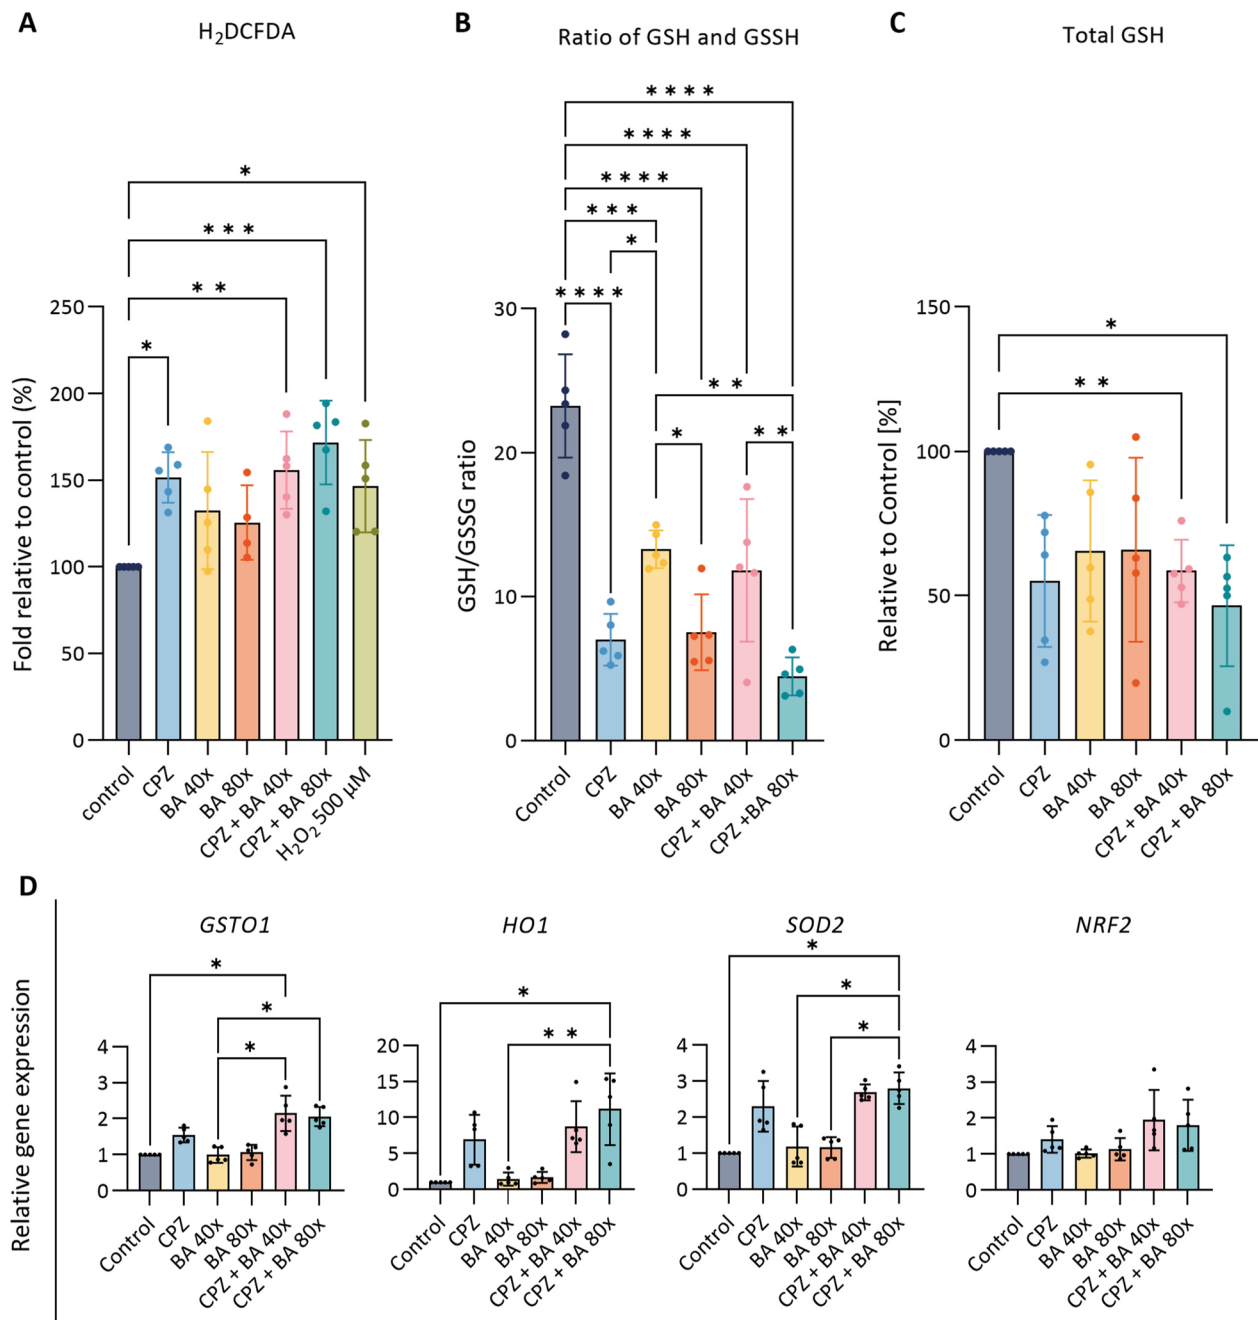 A
H₂DCFDA
*
* * *
* *
*
Fold relative to control (%)
250
200
150
100
50
0
control
CPZ
BA 40x
BA 80x
CPZ + BA 40x
CPZ + BA 80x
H₂O₂ 500 µM
B
Ratio of GSH and GSSH
* * * *
* * * *
* * * *
* * *
*
* * * *
* *
*
* *
GSH/GSSG ratio
30
20
10
0
Control
CPZ
BA 40x
BA 80x
CPZ + BA 40x
CPZ +BA 80x
C
Total GSH
*
* *
Relative to Control [%]
150
100
50
0
Control
CPZ
BA 40x
BA 80x
CPZ + BA 40x
CPZ + BA 80x
D
Relative gene expression
GSTO1
*
*
*
4
3
2
1
0
Control
CPZ
BA 40x
BA 80x
CPZ + BA 40x
CPZ + BA 80x
HO1
*
* *
20
15
10
5
0
Control
CPZ
BA 40x
BA 80x
CPZ + BA 40x
CPZ + BA 80x
SOD2
*
*
*
4
3
2
1
0
Control
CPZ
BA 40x
BA 80x
CPZ + BA 40x
CPZ + BA 80x
NRF2
4
3
2
1
0
Control
CPZ
BA 40x
BA 80x
CPZ + BA 40x
CPZ + BA 80x